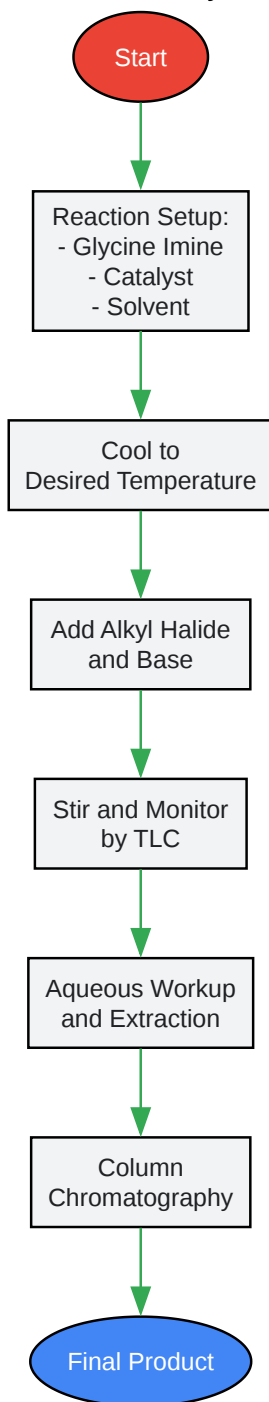 Start
Reaction Setup:
- Glycine Imine
- Catalyst
- Solvent
Cool to
Desired Temperature
Add Alkyl Halide
and Base
Stir and Monitor
by TLC
Aqueous Workup
and Extraction
Column
Chromatography
Final Product